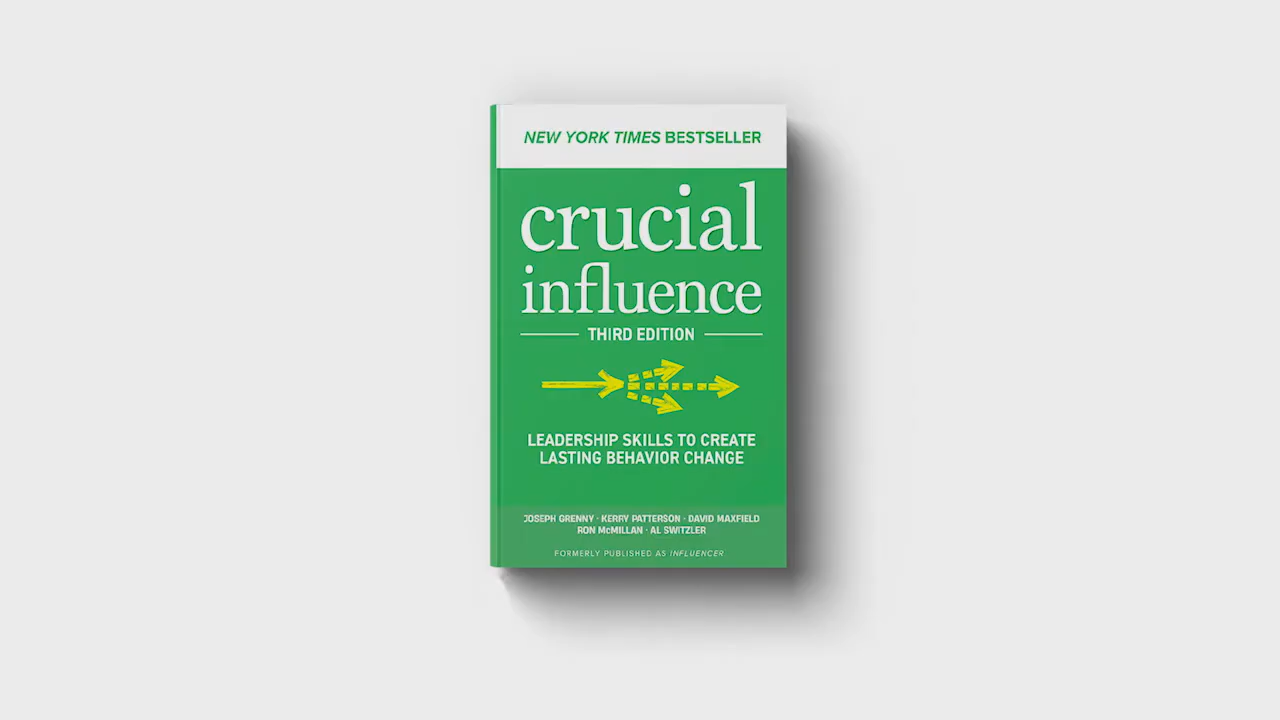 NEW YORK TIMES BESTSELLER
crucial
influence
THIRD EDITION
LEADERSHIP SKILLS TO CREATE
LASTING BEHAVIOR CHANGE
JOSEPH GRENNY · KERRY PATTERSON · DAVID MAXFIELD
RON McMILLAN · AL SWITZLER
FORMERLY PUBLISHED AS INFLUENCER